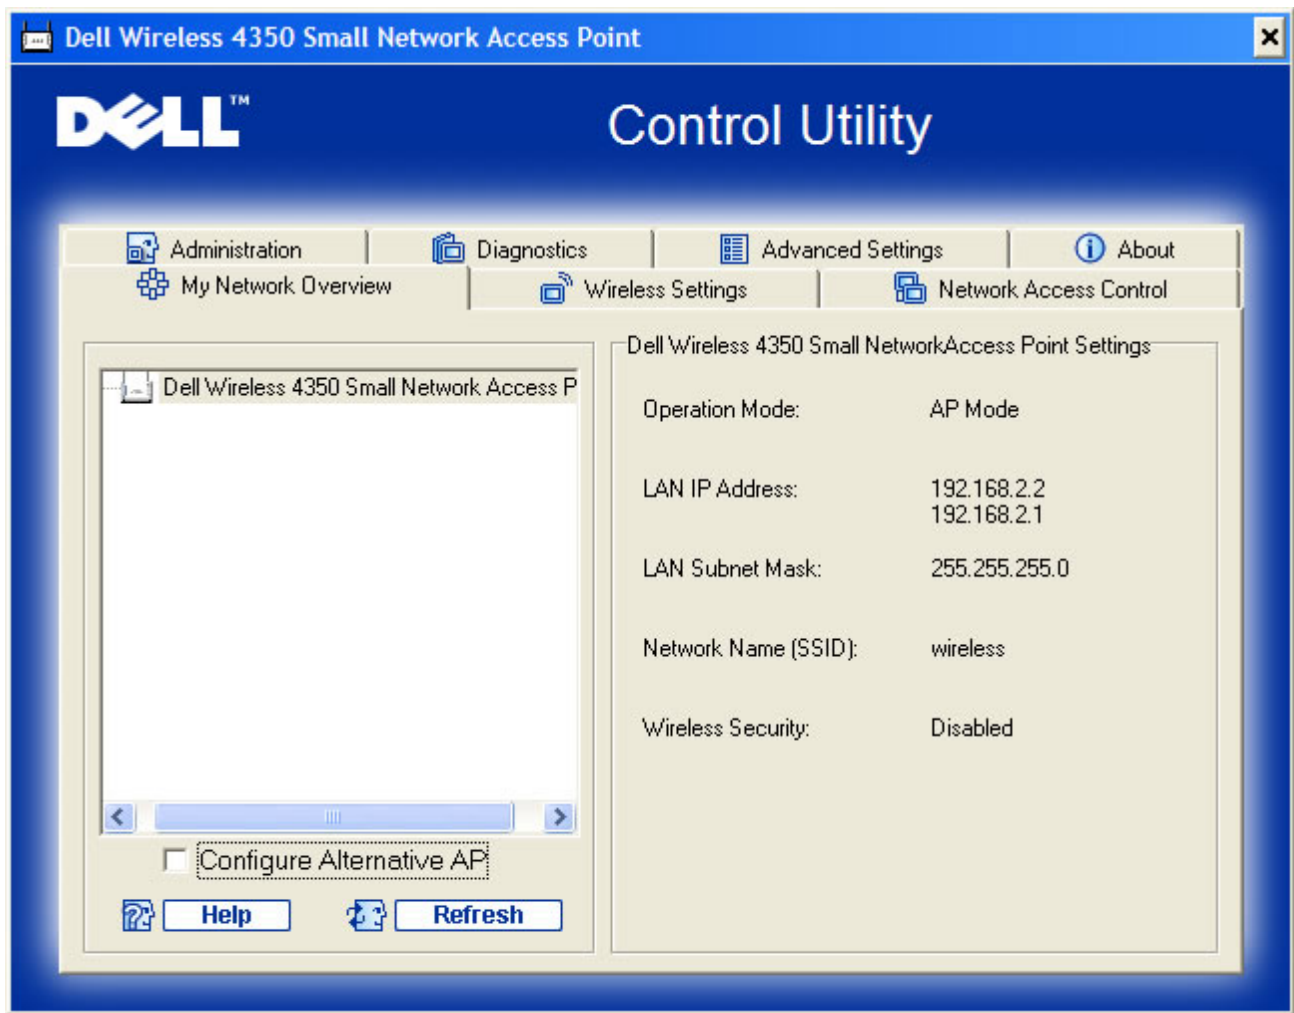 Dell Wireless 4350 Small Network Access Point
DELL™
Control Utility
Administration
Diagnostics
Advanced Settings
About
My Network Overview
Wireless Settings
Network Access Control
Dell Wireless 4350 Small Network Access P
Configure Alternative AP
Help
Refresh
Dell Wireless 4350 Small NetworkAccess Point Settings
Operation Mode: AP Mode
LAN IP Address: 192.168.2.2
192.168.2.1
LAN Subnet Mask: 255.255.255.0
Network Name (SSID): wireless
Wireless Security: Disabled